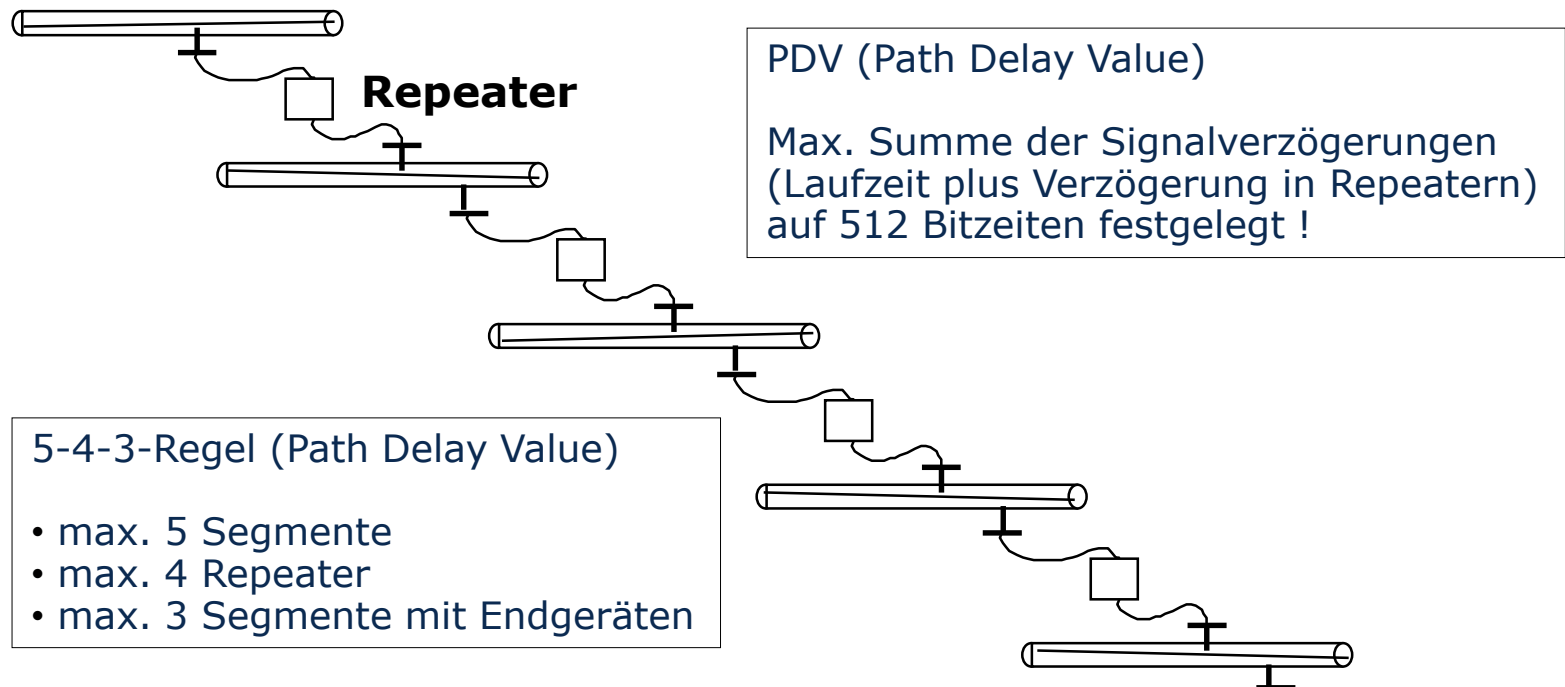 Repeater
PDV (Path Delay Value)
Max. Summe der Signalverzögerungen
(Laufzeit plus Verzögerung in Repeatern)
auf 512 Bitzeiten festgelegt !
5-4-3-Regel (Path Delay Value)
• max. 5 Segmente
• max. 4 Repeater
• max. 3 Segmente mit Endgeräten